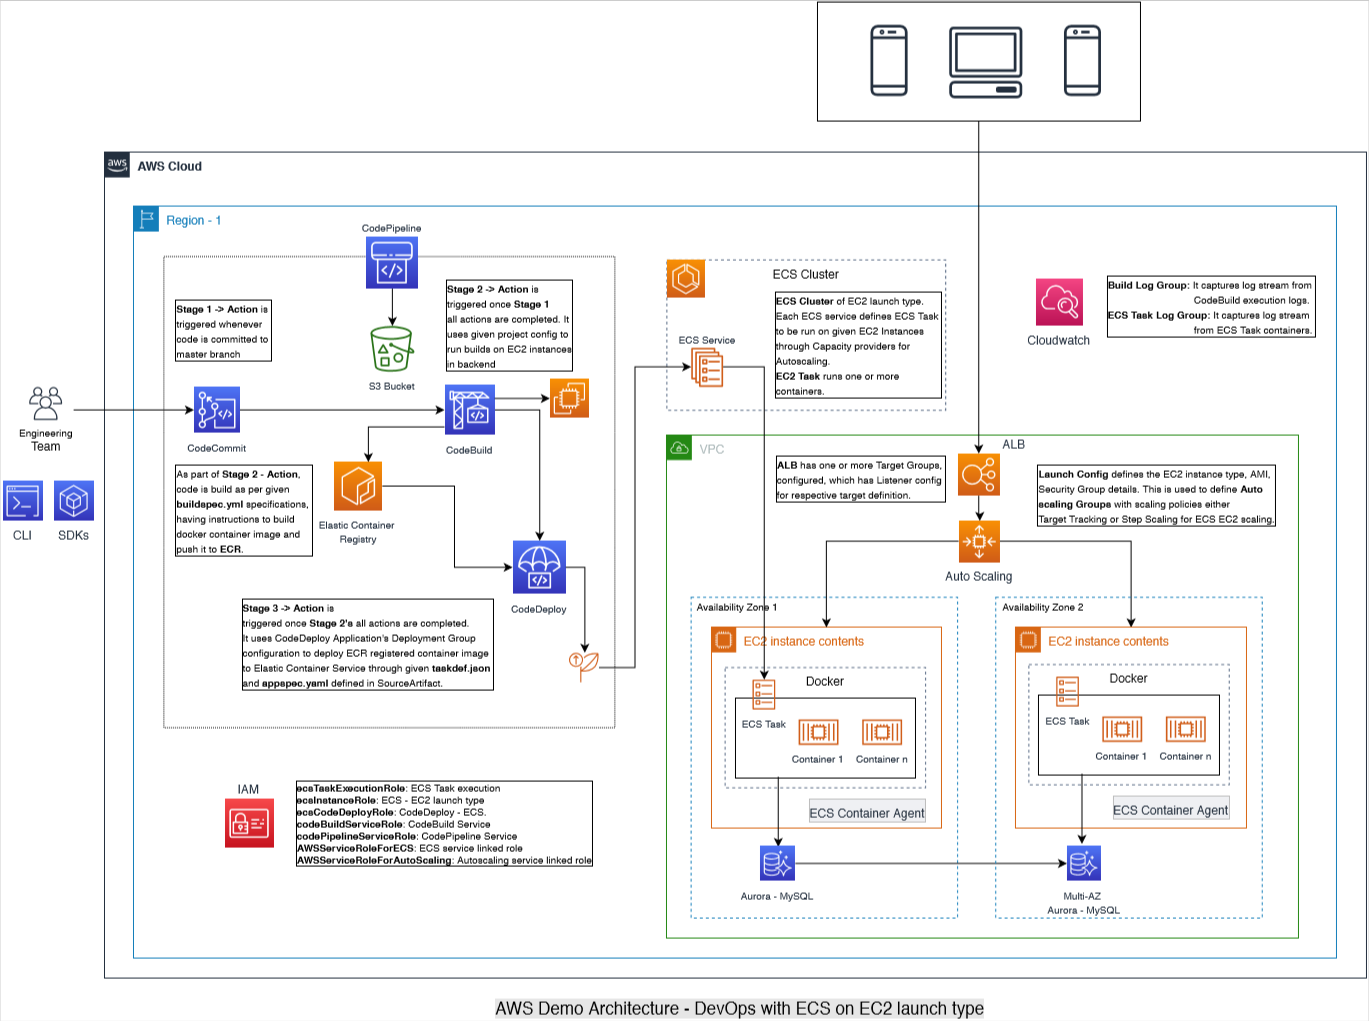 aws
AWS Cloud
Region - 1
CodePipeline
S3 Bucket
Stage 1 -> Action is
triggered whenever
code is committed to
master branch
Stage 2 -> Action is
triggered once Stage 1
all actions are completed. It
uses given project config to
run builds on EC2 instances
in backend
Engineering
Team
CLI
SDKs
CodeCommit
CodeBuild
As part of Stage 2 - Action,
code is build as per given
buildspec.yml specifications,
having instructions to build
docker container image and
push it to ECR.
Elastic Container
Registry
CodeDeploy
Stage 3 -> Action is
triggered once Stage 2's all actions are completed.
It uses CodeDeploy Application's Deployment Group
configuration to deploy ECR registered container image
to Elastic Container Service through given taskdef.json
and appspec.yaml defined in SourceArtifact.
IAM
ecsTaskExecutionRole: ECS Task execution
ecsInstanceRole: ECS - EC2 launch type
ecsCodeDeployRole: CodeDeploy - ECS.
codeBuildServiceRole: CodeBuild Service
codePipelineServiceRole: CodePipeline Service
AWSServiceRoleForECS: ECS service linked role
AWSServiceRoleForAutoScaling: Autoscaling service linked role
ECS Cluster
ECS Service
ECS Cluster of EC2 launch type.
Each ECS service defines ECS Task
to be run on given EC2 Instances
through Capacity providers for
Autoscaling.
EC2 Task runs one or more
containers.
Cloudwatch
Build Log Group: It captures log stream from
CodeBuild execution logs.
ECS Task Log Group: It captures log stream
from ECS Task containers.
VPC
ALB
ALB has one or more Target Groups,
configured, which has Listener config
for respective target definition.
Launch Config defines the EC2 instance type, AMI,
Security Group details. This is used to define Auto
scaling Groups with scaling policies either
Target Tracking or Step Scaling for ECS EC2 scaling.
Auto Scaling
Availability Zone 1
EC2 instance contents
Docker
ECS Task
Container 1
Container n
ECS Container Agent
Aurora - MySQL
Availability Zone 2
EC2 instance contents
Docker
ECS Task
Container 1
Container n
ECS Container Agent
Multi-AZ
Aurora - MySQL
AWS Demo Architecture - DevOps with ECS on EC2 launch type